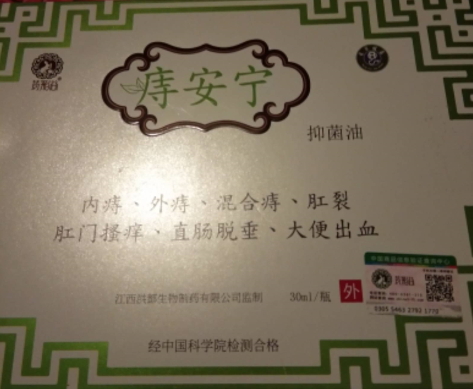 痔安宁
抑菌油
内痔、外痔、混合痔、肛裂
肛门搔痒、直肠脱垂、大便出血
江西洪都生物制药有限公司监制
30ml/瓶
外
经中国科学院检测合格